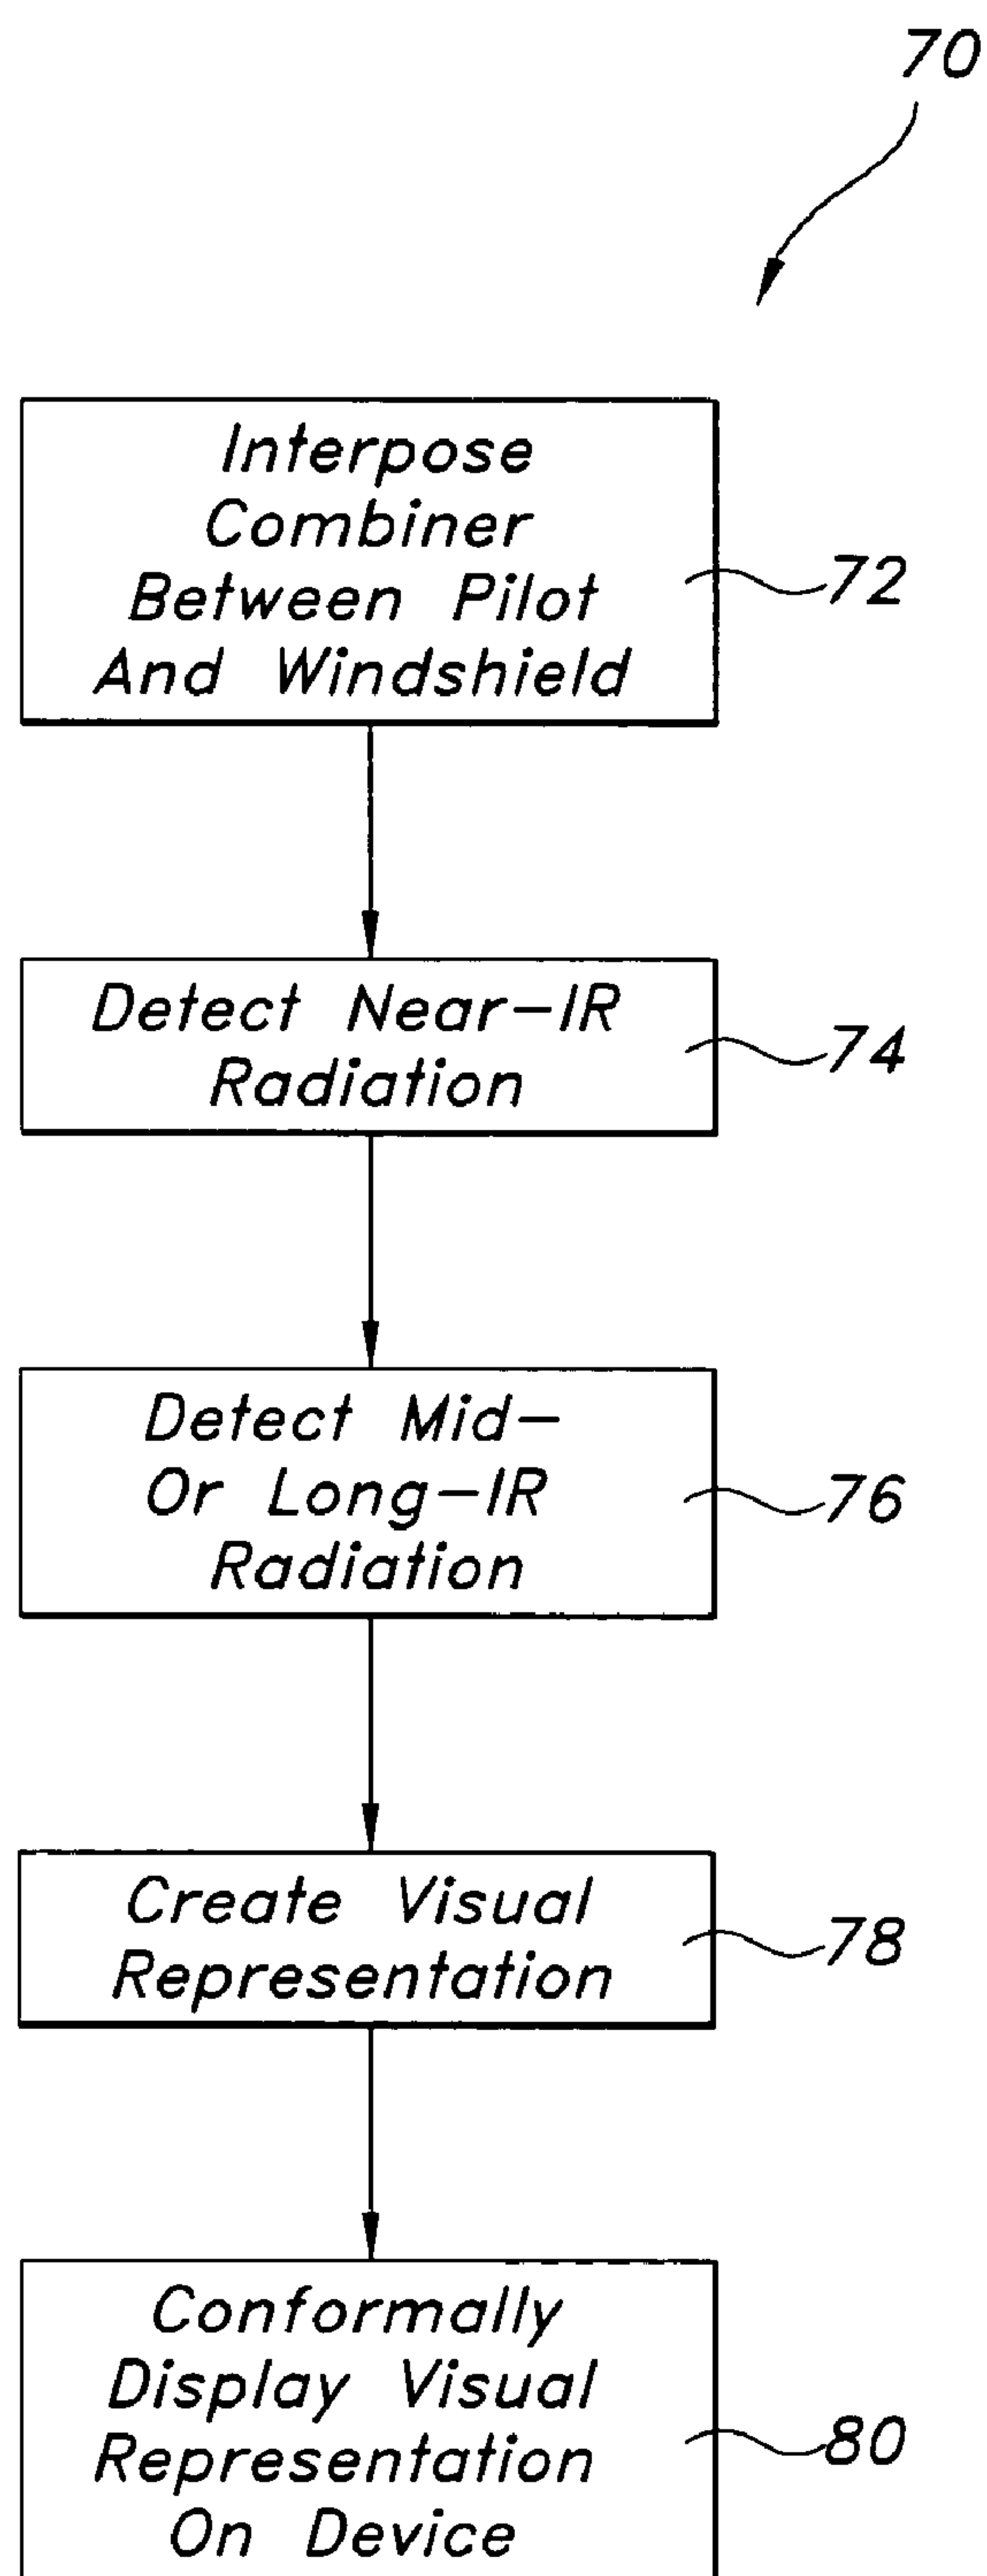 70
Interpose
Combiner
Between Pilot
And Windshield
72
Detect Near-IR
Radiation
74
Detect Mid-
Or Long-IR
Radiation
76
Create Visual
Representation
78
Conformally
Display Visual
Representation
On Device
80